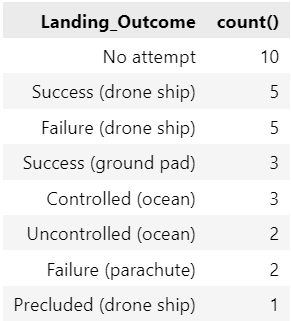 Landing_Outcome count()
No attempt 10
Success (drone ship) 5
Failure (drone ship) 5
Success (ground pad) 3
Controlled (ocean) 3
Uncontrolled (ocean) 2
Failure (parachute) 2
Precluded (drone ship) 1